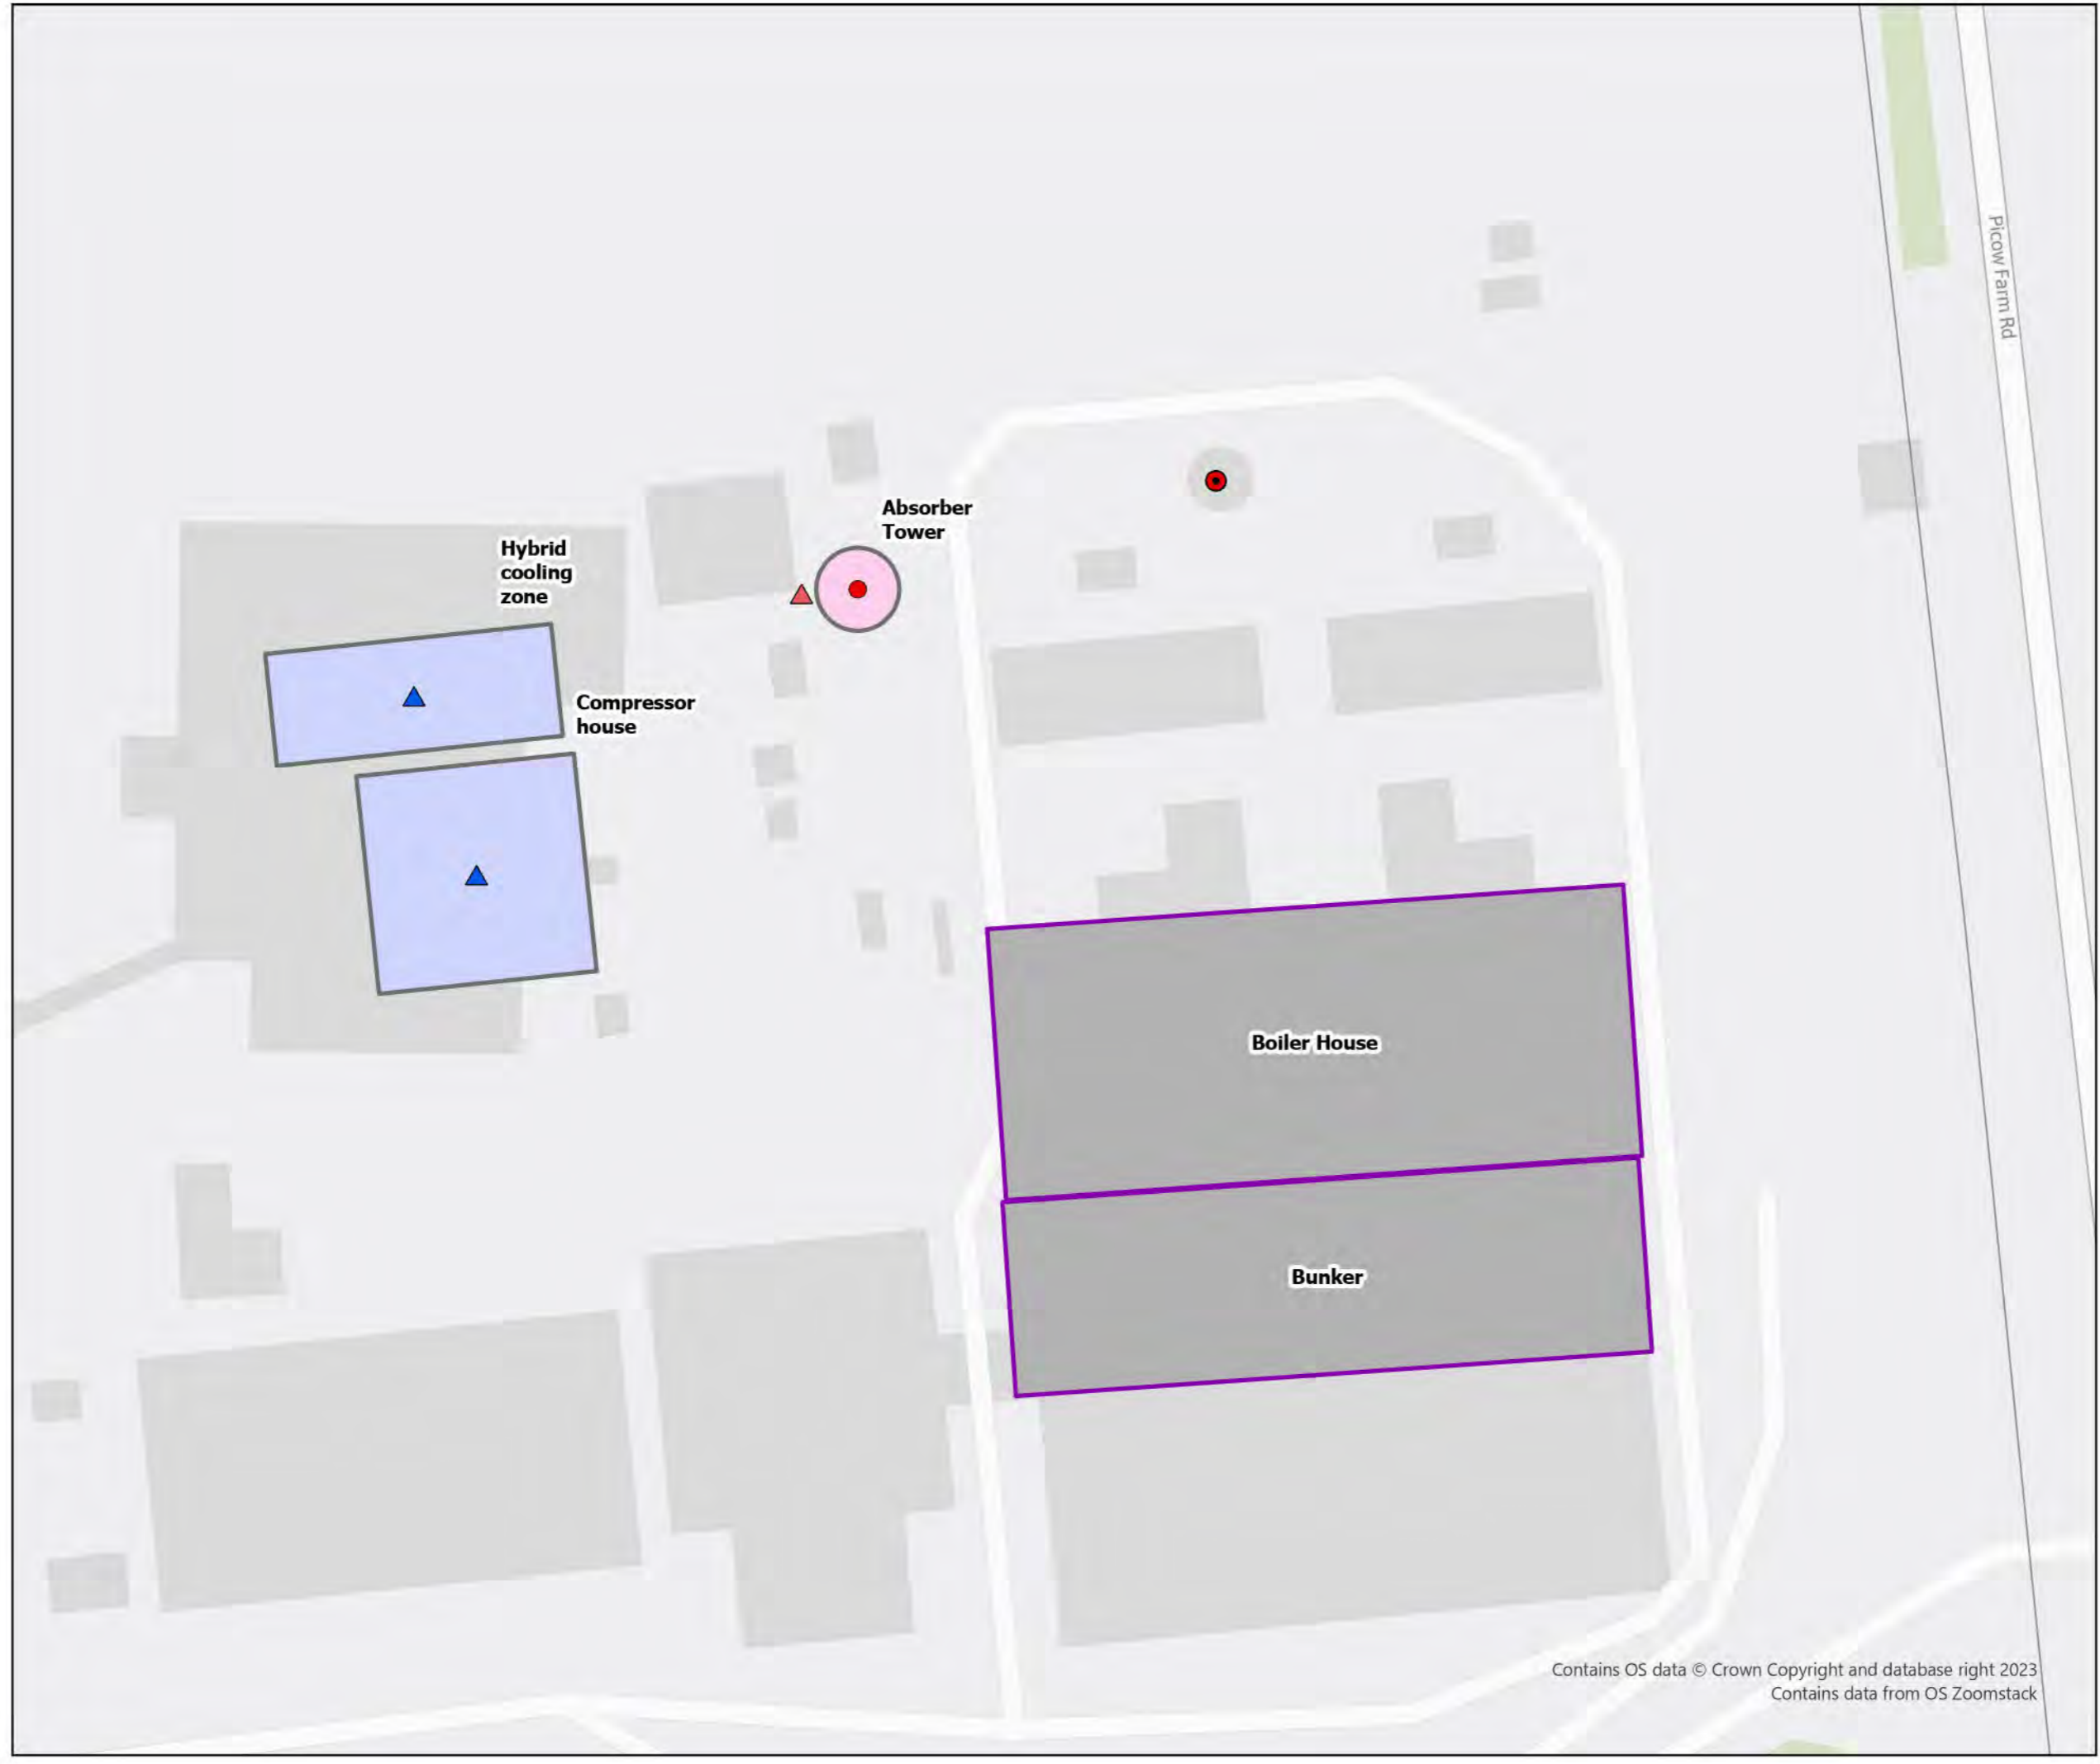 Picow Farm Rd
Absorber
Tower
Hybrid
cooling
zone
Compressor
house
Boiler House
Bunker
Contains OS data © Crown Copyright and database right 2023
Contains data from OS Zoomstack